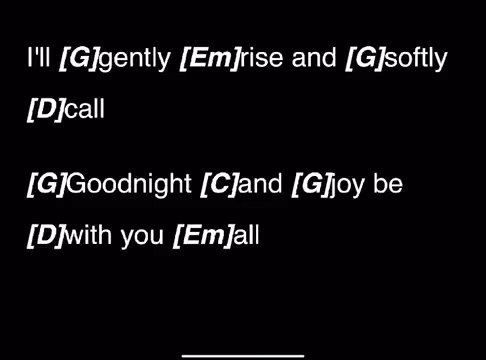 I'll [G]gently [Em]rise and [G]softly
[D]call
[G]Goodnight [C]and [G]joy be
[D]with you [Em]all